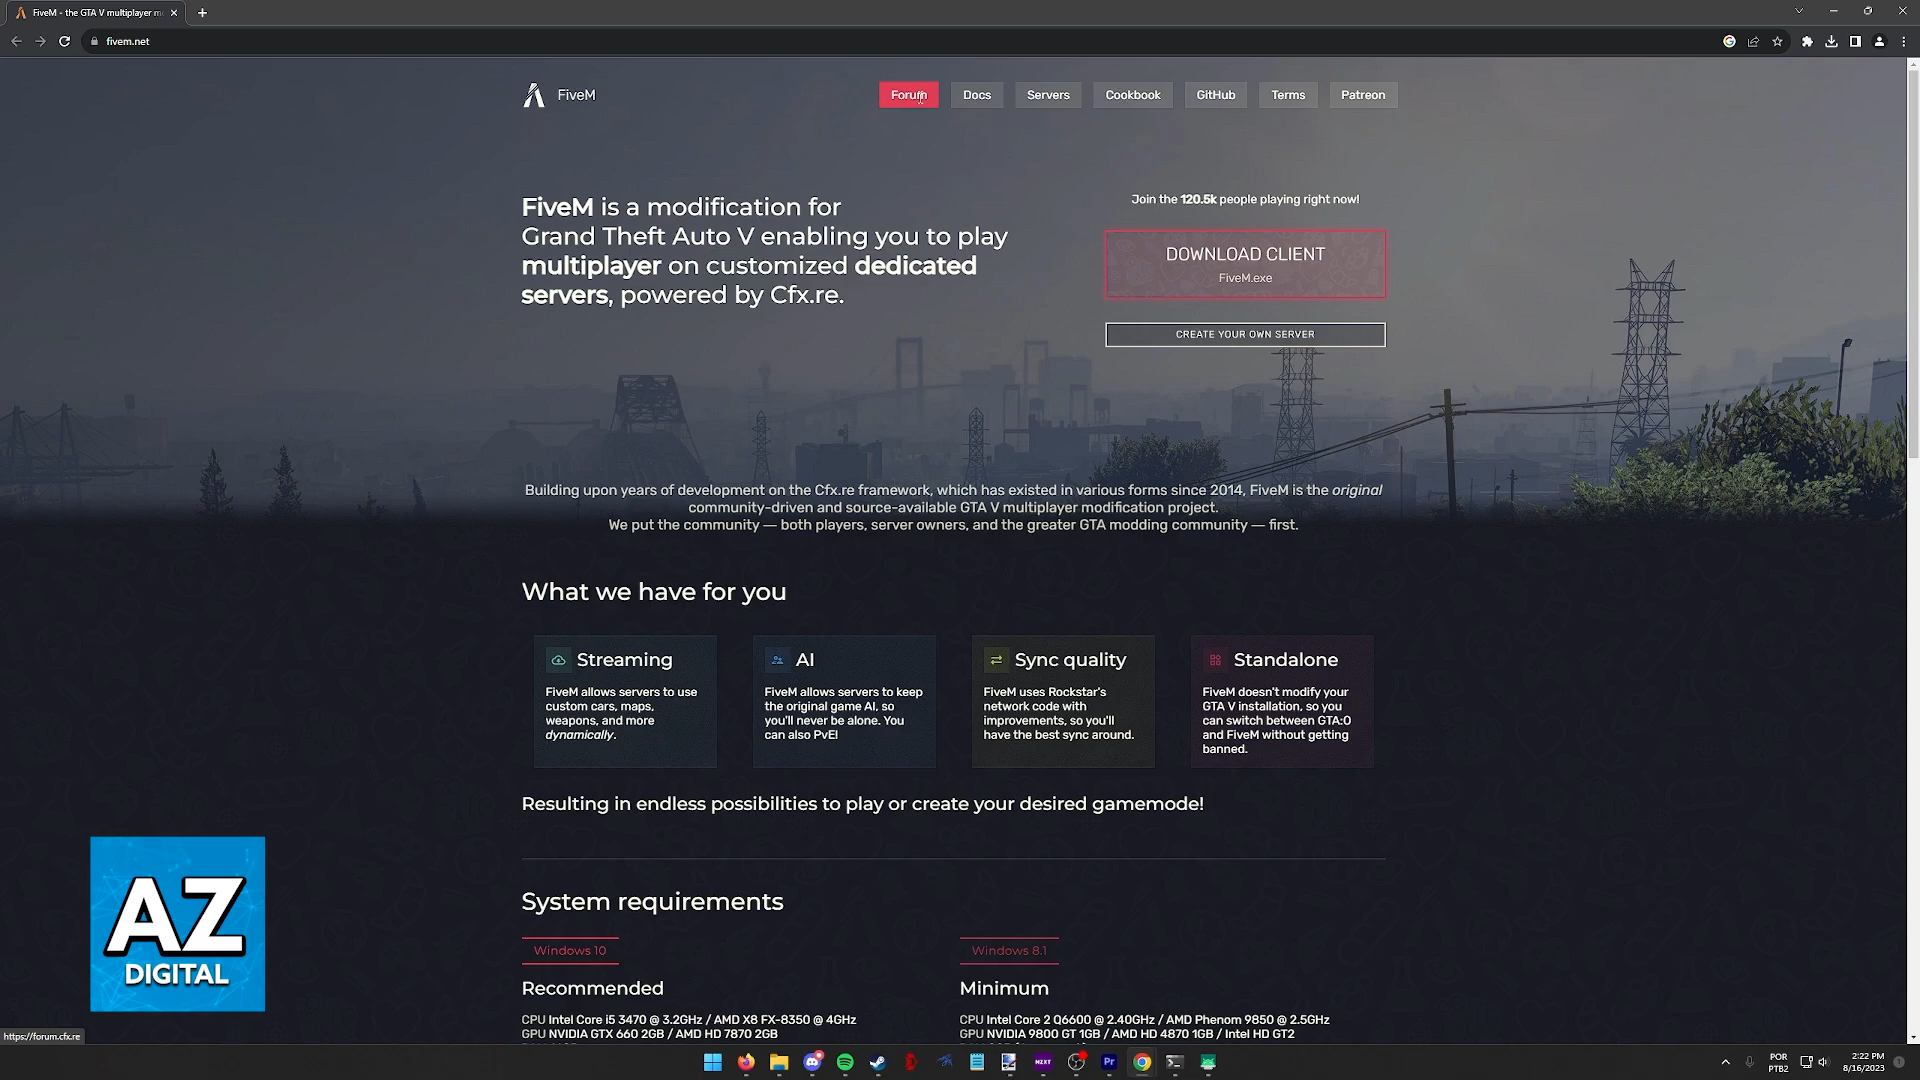 FiveM - the GTA V multiplayer m
fivem.net
FiveM
Forum
Docs
Servers
Cookbook
GitHub
Terms
Patreon
FiveM is a modification for
Grand Theft Auto V enabling you to play
multiplayer on customized dedicated
servers, powered by Cfx.re.
Join the 120.5k people playing right now!
DOWNLOAD CLIENT
FiveM.exe
CREATE YOUR OWN SERVER
Building upon years of development on the Cfx.re framework, which has existed in various forms since 2014, FiveM is the original
community-driven and source-available GTA V multiplayer modification project.
We put the community — both players, server owners, and the greater GTA modding community — first.
What we have for you
Streaming
FiveM allows servers to use
custom cars, maps,
weapons, and more
dynamically.
AI
FiveM allows servers to keep
the original game AI, so
you'll never be alone. You
can also PvE!
Sync quality
FiveM uses Rockstar's
network code with
improvements, so you'll
have the best sync around.
Standalone
FiveM doesn't modify your
GTA V installation, so you
can switch between GTA:O
and FiveM without getting
banned.
Resulting in endless possibilities to play or create your desired gamemode!
System requirements
Windows 10
Recommended
CPU Intel Core i5 3470 @ 3.2GHz / AMD X8 FX-8350 @ 4GHz
GPU NVIDIA GTX 660 2GB / AMD HD 7870 2GB
Windows 8.1
Minimum
CPU Intel Core 2 Q6600 @ 2.40GHz / AMD Phenom 9850 @ 2.5GHz
GPU NVIDIA 9800 GT 1GB / AMD HD 4870 1GB / Intel HD GT2
AZ
DIGITAL
https://forum.cfx.re
NZXT
Pr
POR
PTB2
2:22 PM
8/16/2023